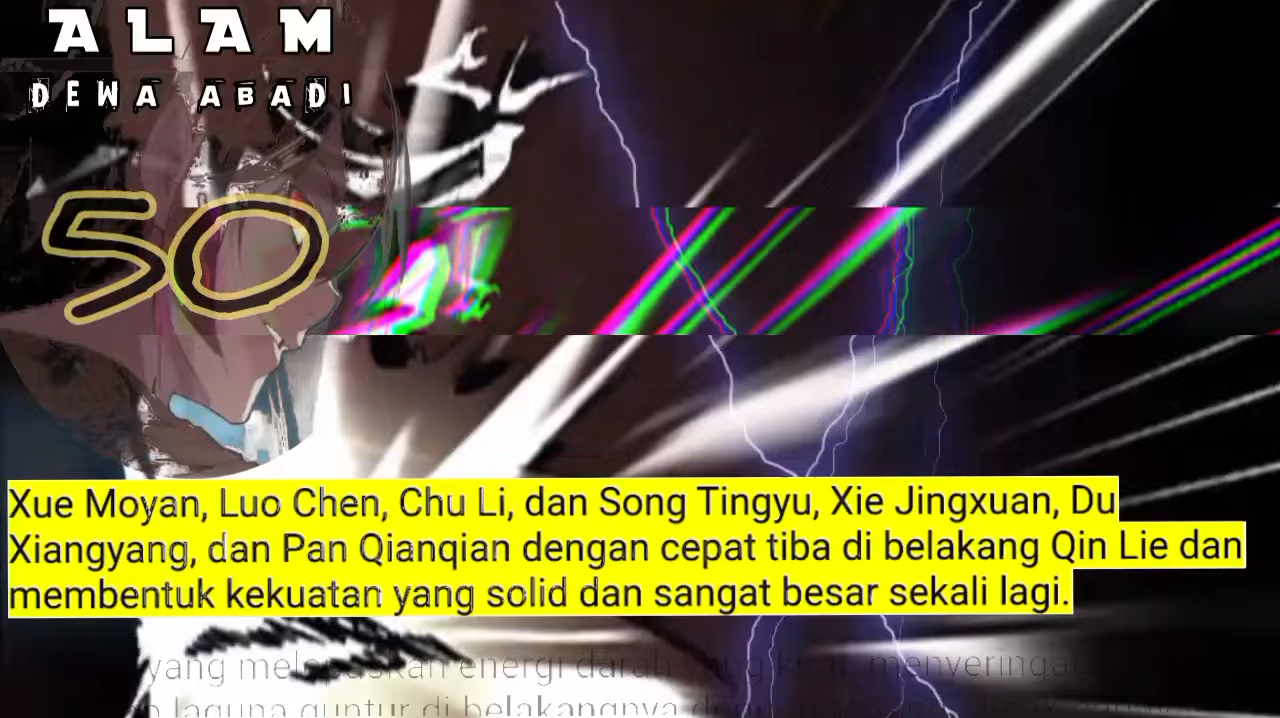 ALAM
DEWA ABADI
50
Xue Moyan, Luo Chen, Chu Li, dan Song Tingyu, Xie Jingxuan, Du
Xiangyang, dan Pan Qianqian dengan cepat tiba di belakang Qin Lie dan
membentuk kekuatan yang solid dan sangat besar sekali lagi.
yang melepaskan energi darah yang
laguna guntur di belakangnya